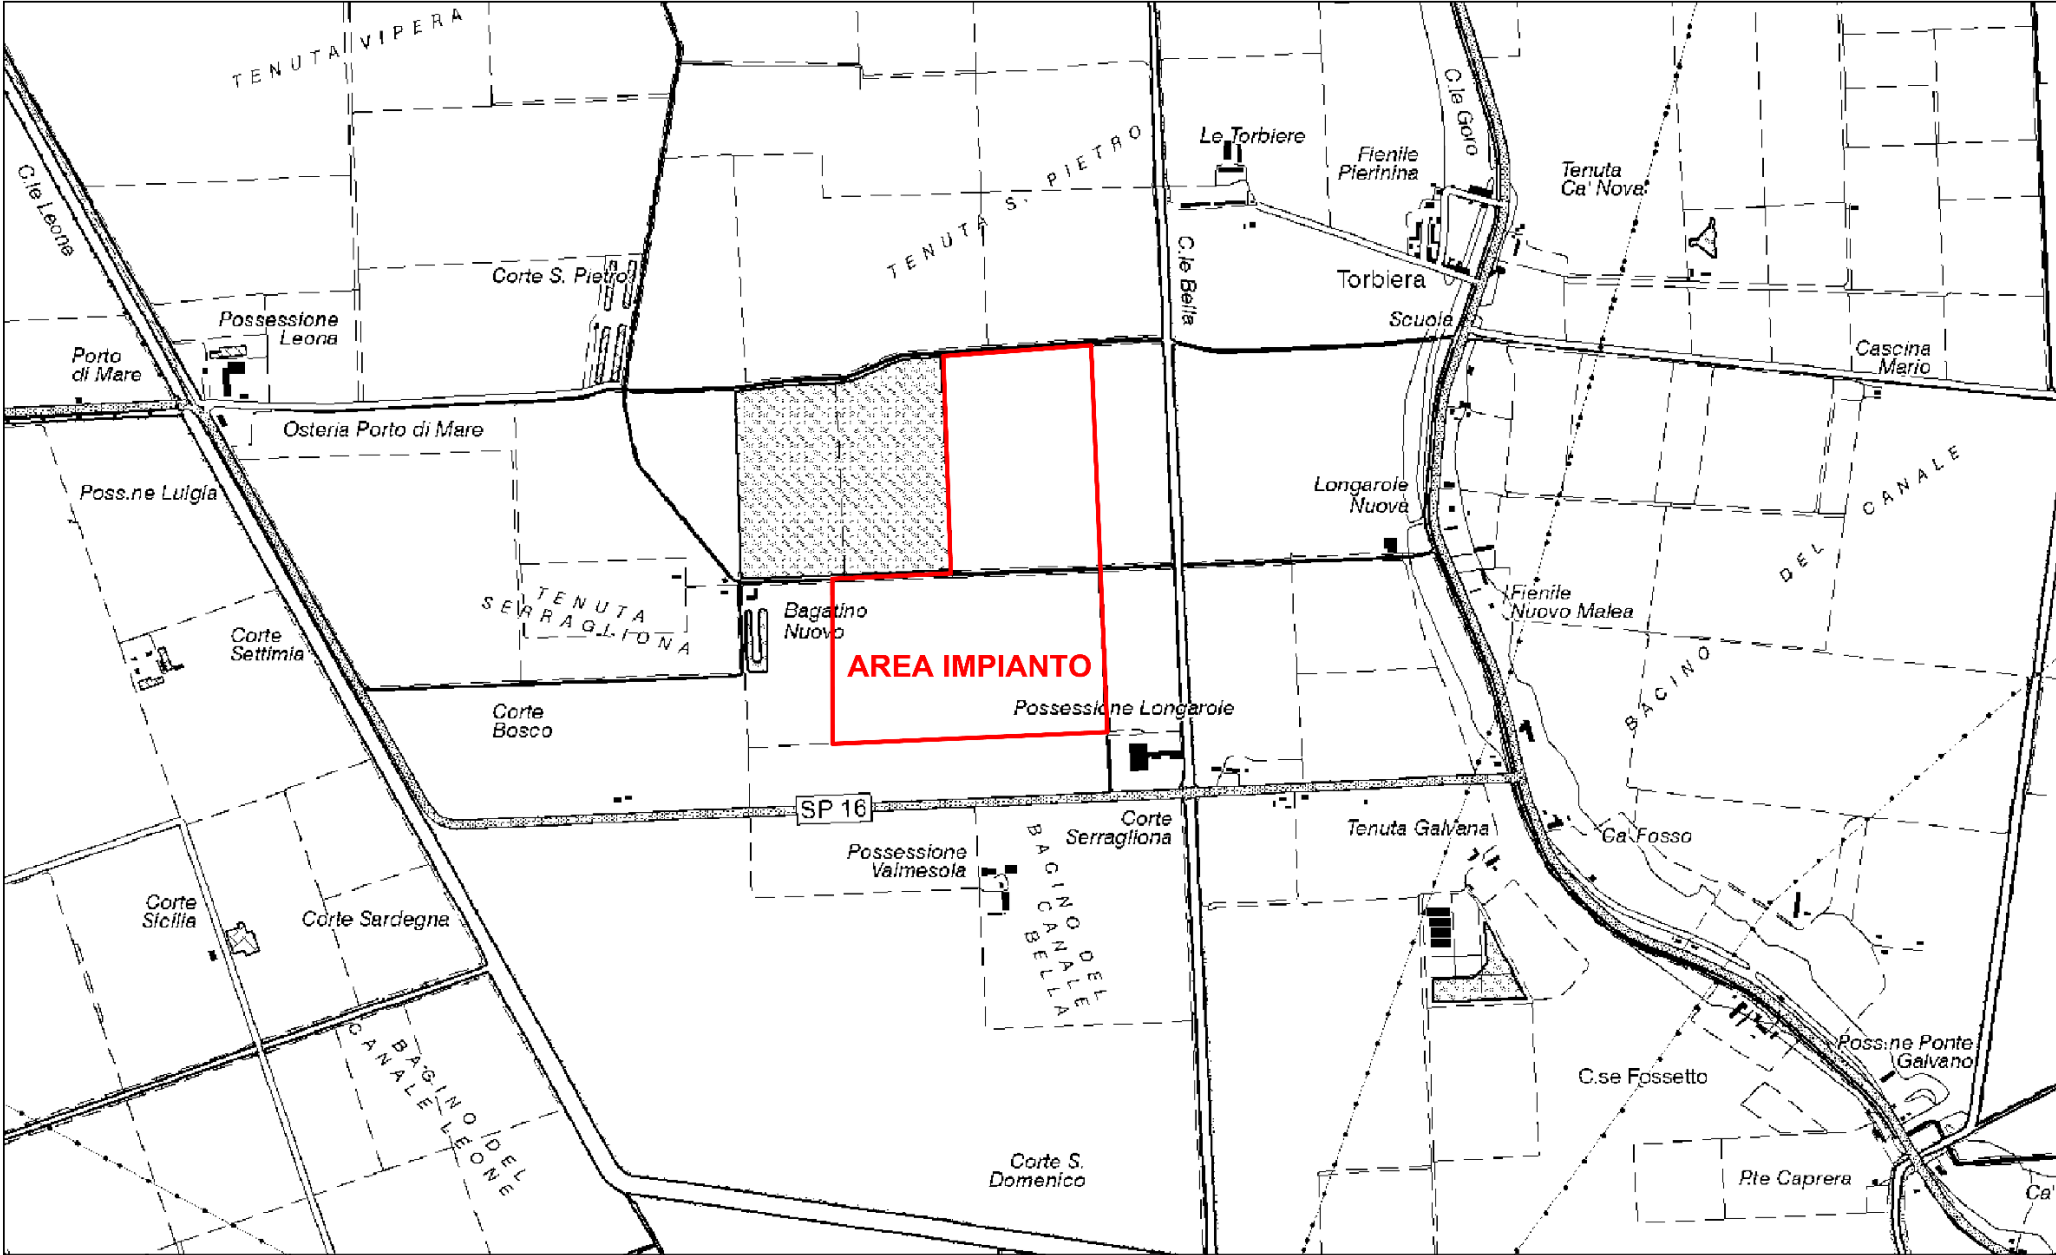 TENUTA VIPERA
C.le Leone
TENUTA S. PIETRO
Le Torbiere
C.le Goro
Fienile
Pierinina
Tenuta
Ca' Nova
Corte S. Pietro
C.le Bella
Torbiera
Scuola
Possessione
Leona
Porto
di Mare
Cascina
Mario
Osteria Porto di Mare
Poss.ne Luigia
Longarole
Nuova
BACINO DEL CANALE
TENUTA
SERRAGLIONA
Bagatino
Nuovo
Fienile
Nuovo Malea
Corte
Settimia
AREA IMPIANTO
Corte
Bosco
Possessione Longarole
SP 16
Corte
Serragliona
Tenuta Galvana
Ca' Fosso
Possessione
Valmesola
BACINO DEL
CANALE
BELLA
Corte
Sicilia
Corte Sardegna
BACINO DEL
CANALE LEONE
Poss.ne Ponte
Galvano
C.se Fossetto
Corte S.
Domenico
P.te Caprera
Ca'